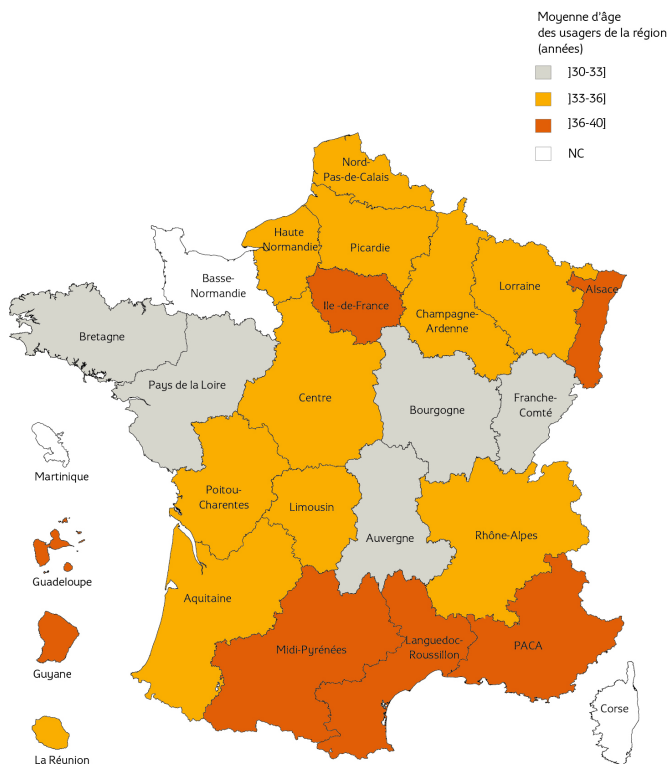 Moyenne d'âge
des usagers de la région
(années)
]30-33]
]33-36]
]36-40]
NC
Nord-
Pas-de-Calais
Haute
Normandie
Picardie
Basse-
Normandie
Ile -de-France
Champagne-
Ardenne
Lorraine
Alsace
Bretagne
Pays de la Loire
Centre
Bourgogne
Franche-
Comté
Martinique
Poitou-
Charentes
Limousin
Auvergne
Rhône-Alpes
Guadeloupe
Aquitaine
Midi-Pyrénées
Languedoc-
Roussillon
PACA
Guyane
Corse
La Réunion